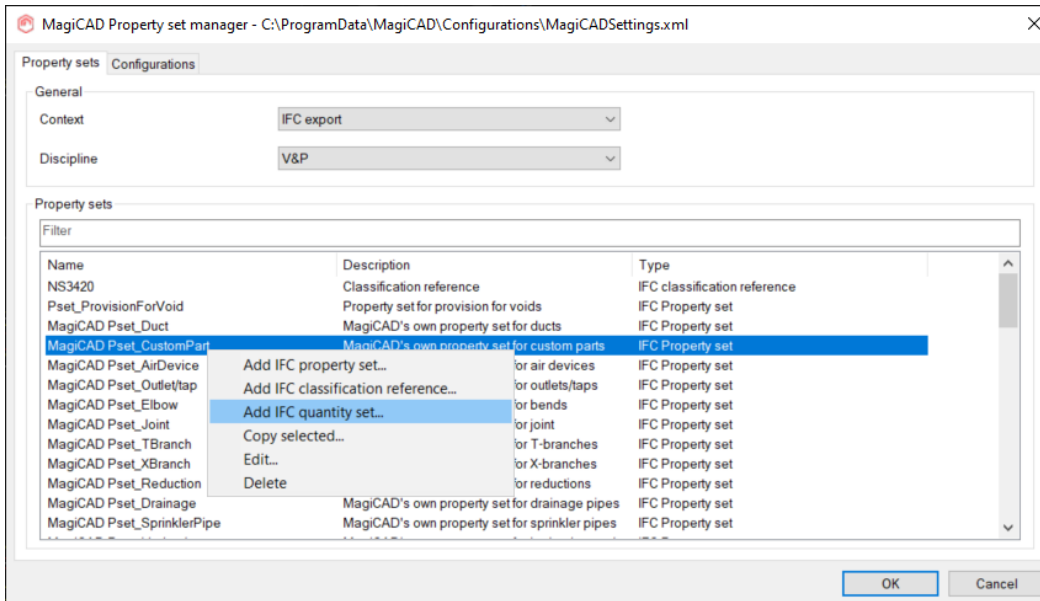 MagiCAD Property set manager - C:\ProgramData\MagiCAD\Configurations\MagiCADSettings.xml
Property sets Configurations
General
Context IFC export
Discipline V&P
Property sets
Filter
Name Description Type
NS3420 Classification reference IFC classification reference
Pset_ProvisionForVoid Property set for provision for voids IFC Property set
MagiCAD Pset_Duct MagiCAD's own property set for ducts IFC Property set
MagiCAD Pset_CustomPart MagiCAD's own property set for custom parts IFC Property set
MagiCAD Pset_AirDevice for air devices IFC Property set
MagiCAD Pset_Outlet/tap for outlets/taps IFC Property set
MagiCAD Pset_Elbow for bends IFC Property set
MagiCAD Pset_Joint for joint IFC Property set
MagiCAD Pset_TBranch for T-branches IFC Property set
MagiCAD Pset_XBranch for X-branches IFC Property set
MagiCAD Pset_Reduction for reductions IFC Property set
MagiCAD Pset_Drainage MagiCAD's own property set for drainage pipes IFC Property set
MagiCAD Pset_SprinklerPipe MagiCAD's own property set for sprinkler pipes IFC Property set
Add IFC property set...
Add IFC classification reference...
Add IFC quantity set...
Copy selected...
Edit...
Delete
OK Cancel